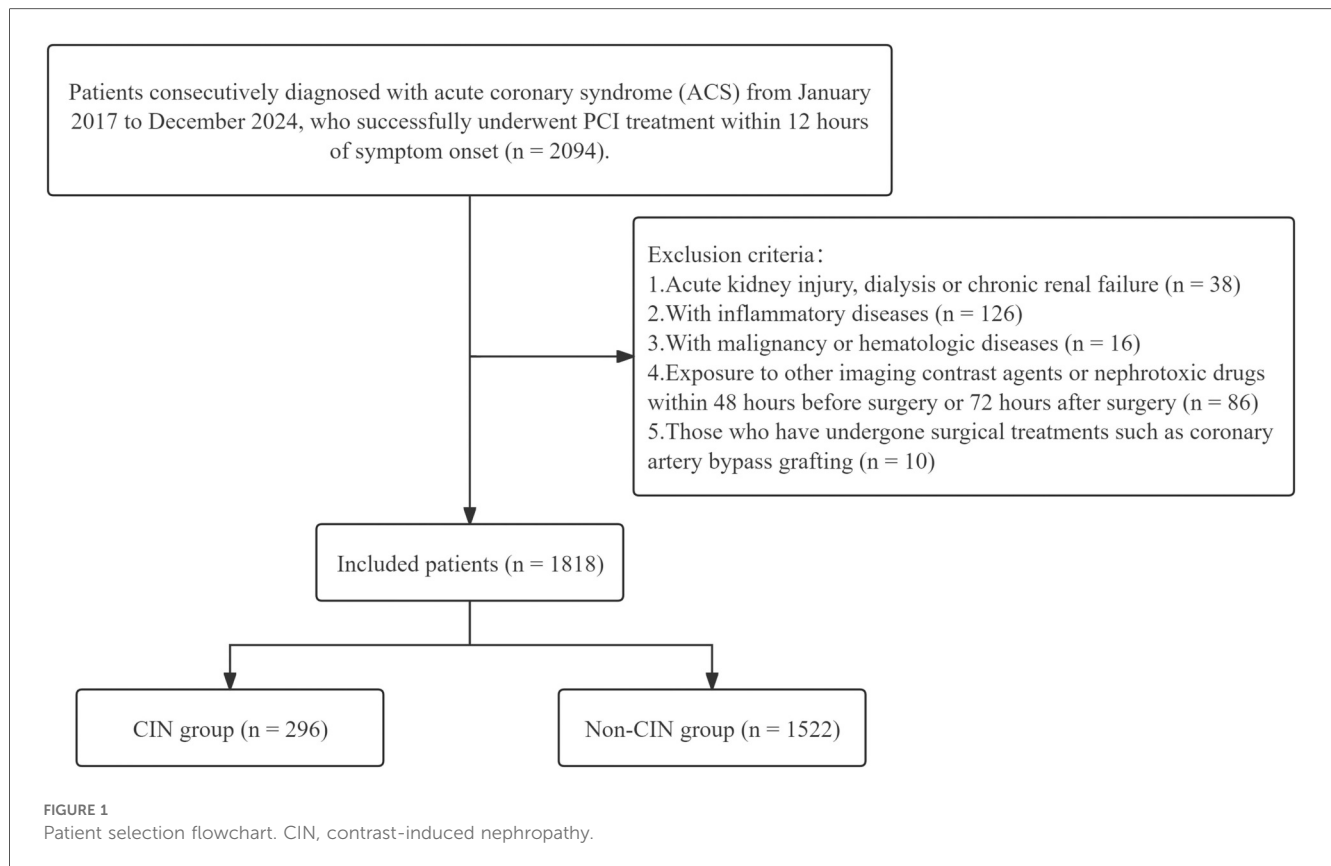 Patients consecutively diagnosed with acute coronary syndrome (ACS) from January
2017 to December 2024, who successfully underwent PCI treatment within 12 hours
of symptom onset (n = 2094).
Exclusion criteria：
1.Acute kidney injury, dialysis or chronic renal failure (n = 38)
2.With inflammatory diseases (n = 126)
3.With malignancy or hematologic diseases (n = 16)
4.Exposure to other imaging contrast agents or nephrotoxic drugs
within 48 hours before surgery or 72 hours after surgery (n = 86)
5.Those who have undergone surgical treatments such as coronary
artery bypass grafting (n = 10)
Included patients (n = 1818)
CIN group (n = 296)
Non-CIN group (n = 1522)
FIGURE 1
Patient selection flowchart. CIN, contrast-induced nephropathy.